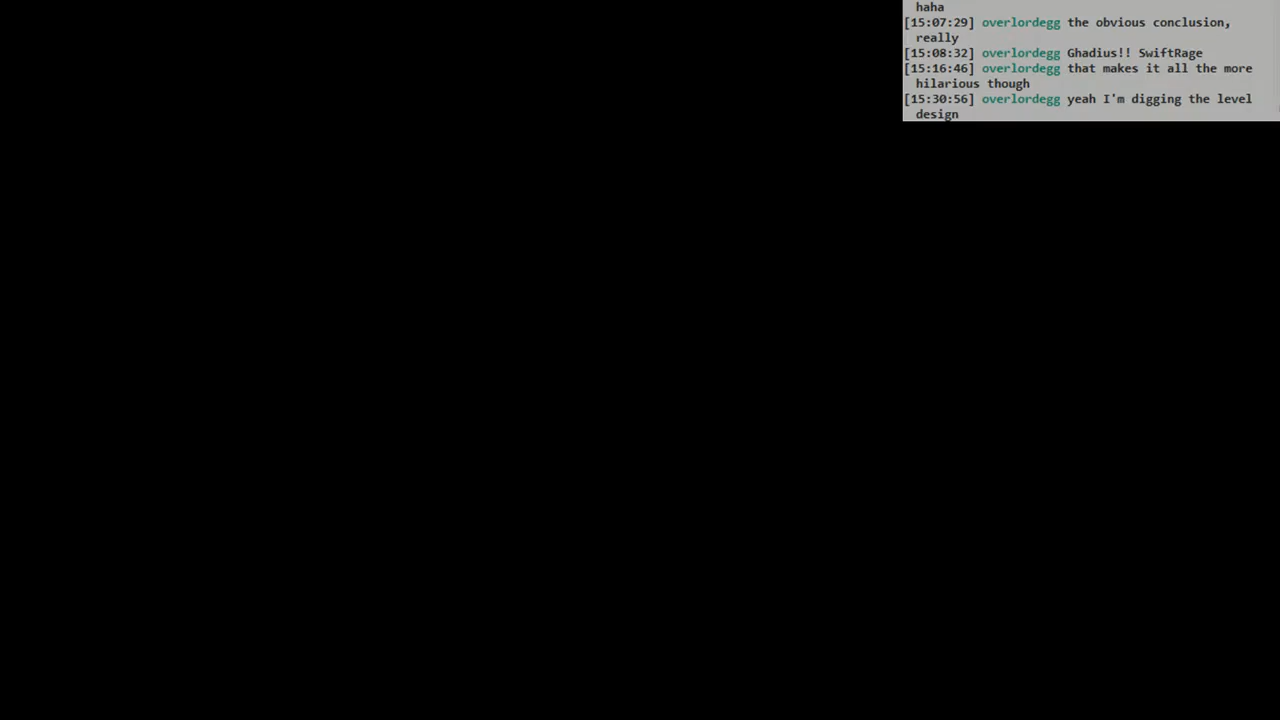 haha
[15:07:29] overlordegg the obvious conclusion,
really
[15:08:32] overlordegg Ghadius!! SwiftRage
[15:16:46] overlordegg that makes it all the more
hilarious though
[15:30:56] overlordegg yeah I'm digging the level
design